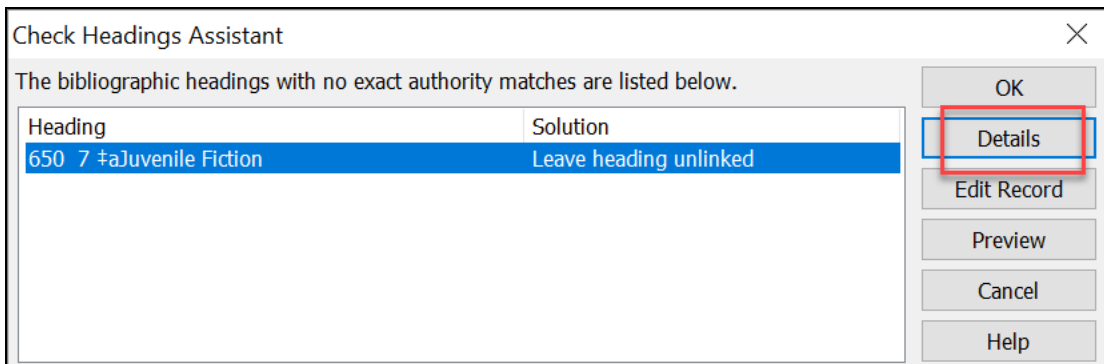 Check Headings Assistant
The bibliographic headings with no exact authority matches are listed below.
Heading Solution
650  7 ‡aJuvenile Fiction Leave heading unlinked
OK
Details
Edit Record
Preview
Cancel
Help